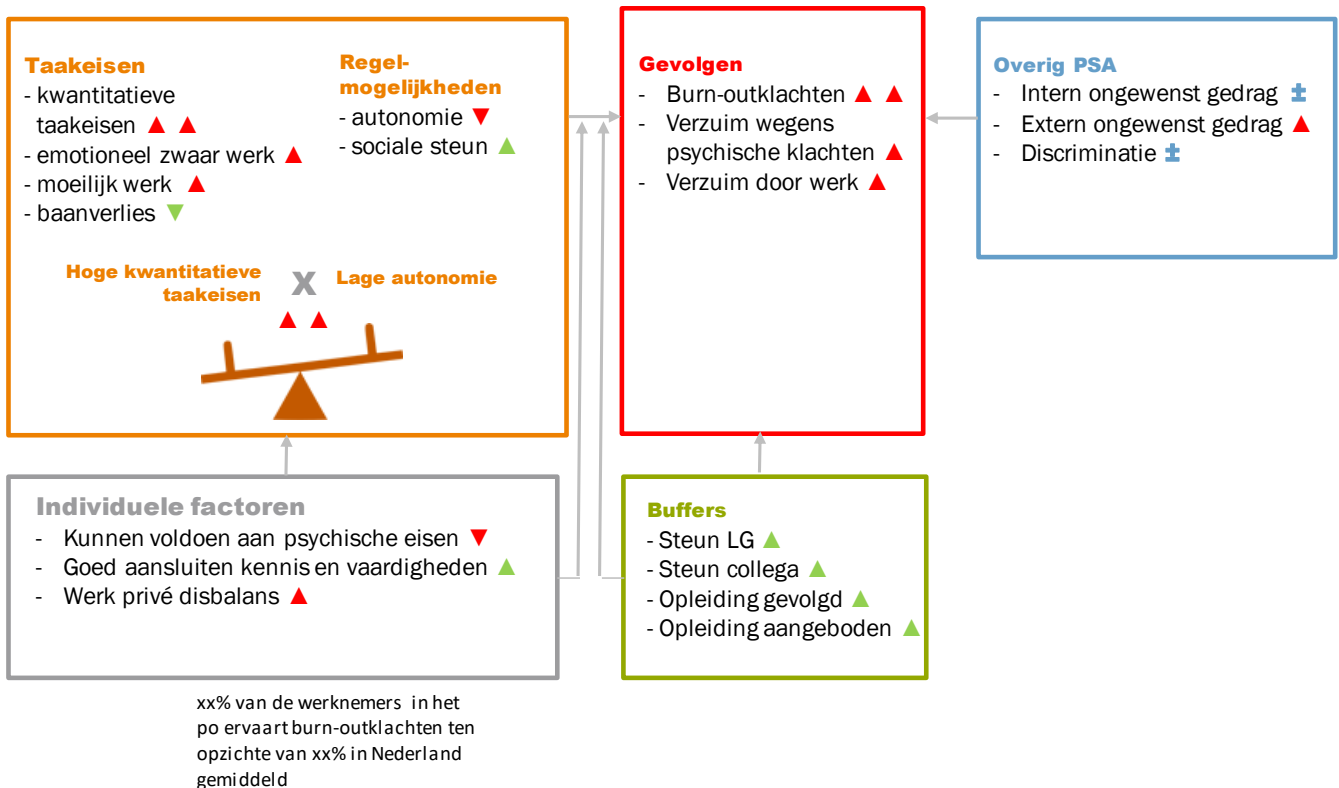 Taakeisen
- kwantitatieve
taakeisen ▲ ▲
- emotioneel zwaar werk ▲
- moeilijk werk ▲
- baanverlies ▼
Regel-
mogelijkheden
- autonomie ▼
- sociale steun ▲
Hoge kwantitatieve
taakeisen
X
Lage autonomie
▲ ▲
Gevolgen
- Burn-outklachten ▲ ▲
- Verzuim wegens
psychische klachten ▲
- Verzuim door werk ▲
Overig PSA
- Intern ongewenst gedrag ±
- Extern ongewenst gedrag ▲
- Discriminatie ±
Individuele factoren
- Kunnen voldoen aan psychische eisen ▼
- Goed aansluiten kennis en vaardigheden ▲
- Werk privé disbalans ▲
Buffers
- Steun LG ▲
- Steun collega ▲
- Opleiding gevolgd ▲
- Opleiding aangeboden ▲
xx% van de werknemers in het
po ervaart burn-outklachten ten
opzichte van xx% in Nederland
gemiddeld